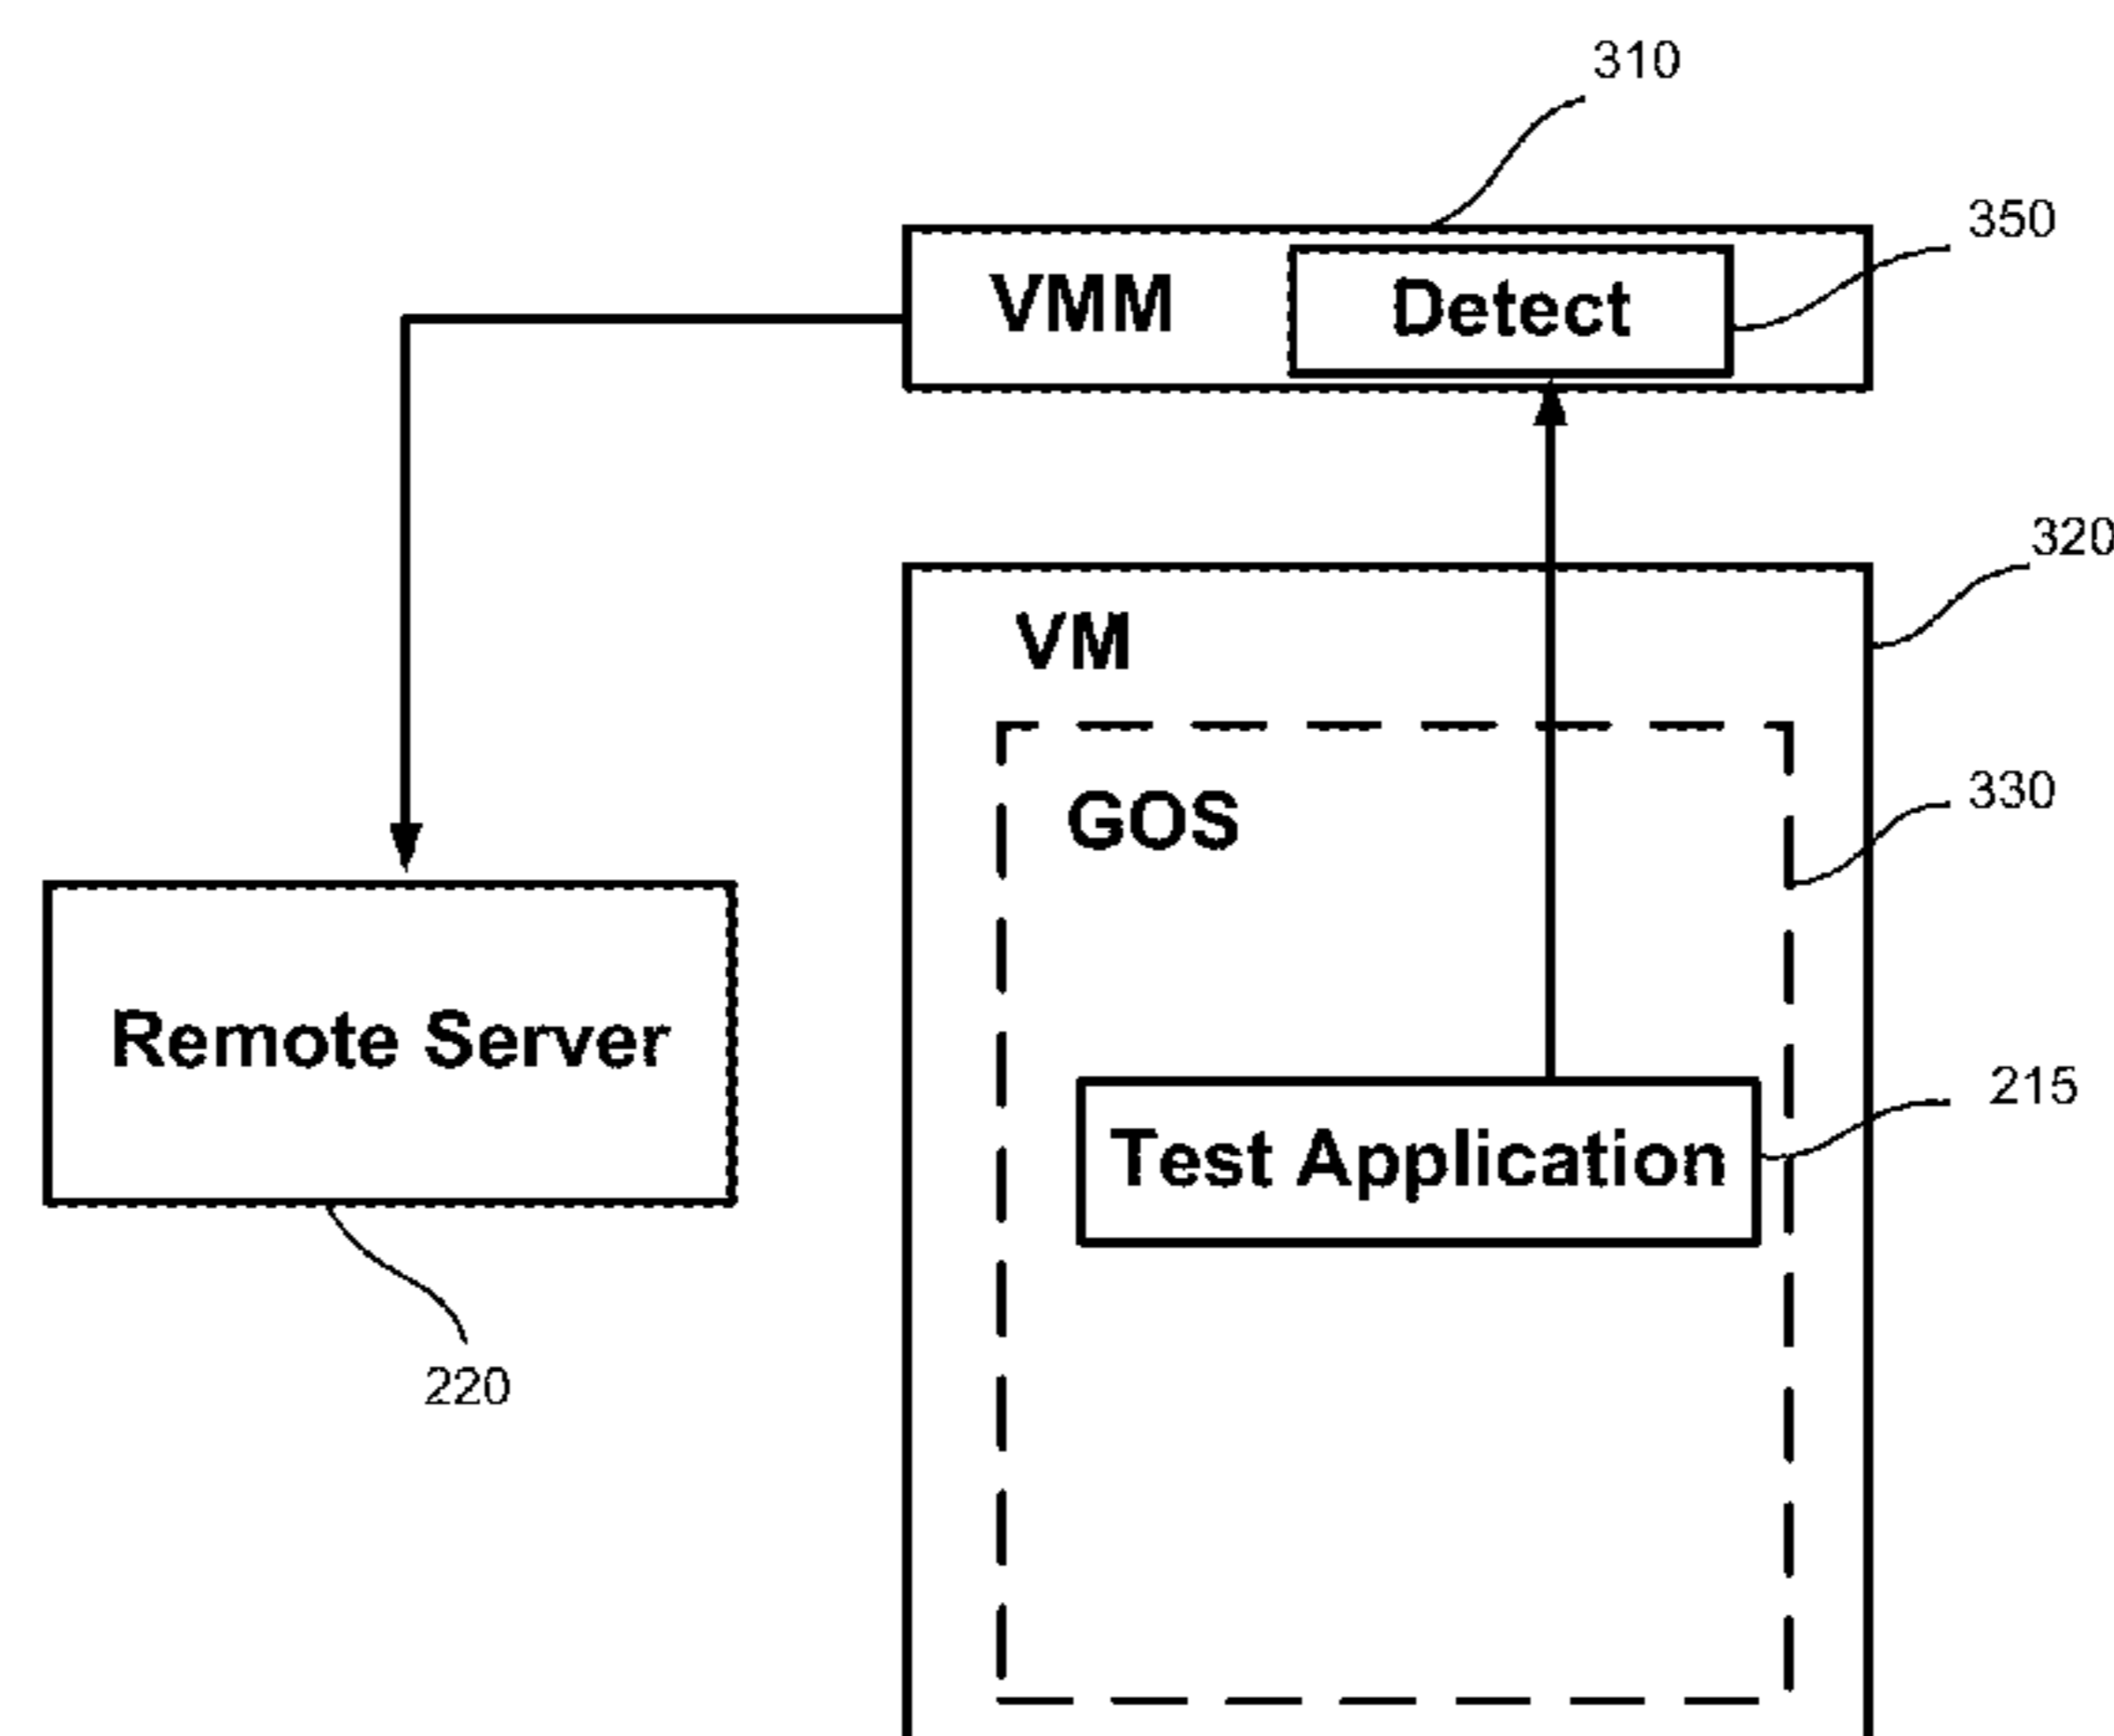 310
350
VMM
Detect
320
VM
330
GOS
Remote Server
215
Test Application
220